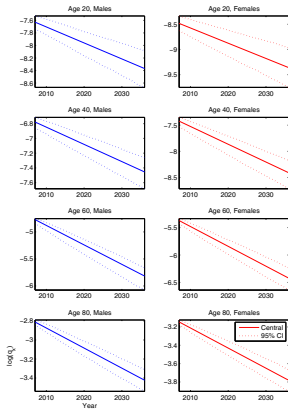 Age 20, Males
−7.6
−7.8
−8
−8.2
−8.4
−8.6
2010 2020 2030
Age 20, Females
−8.5
−9
−9.5
2010 2020 2030
Age 40, Males
−6.8
−7
−7.2
−7.4
−7.6
2010 2020 2030
Age 40, Females
−7.5
−8
−8.5
2010 2020 2030
Age 60, Males
−5
−5.5
−6
2010 2020 2030
Age 60, Females
−5.5
−6
−6.5
2010 2020 2030
Age 80, Males
−2.8
−3
−3.2
−3.4
2010 2020 2030
log(qₓ)
Year
Age 80, Females
−3.2
−3.4
−3.6
−3.8
2010 2020 2030
Central
95% CI